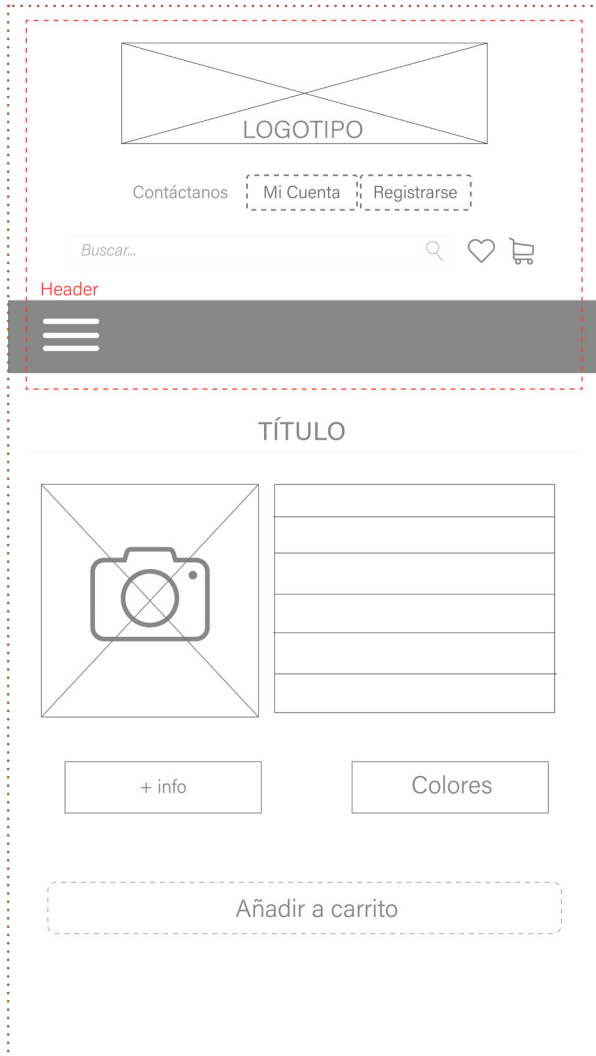 LOGOTIPO
Contáctanos Mi Cuenta Registrarse
Buscar...
Header
TÍTULO
+ info Colores
Añadir a carrito